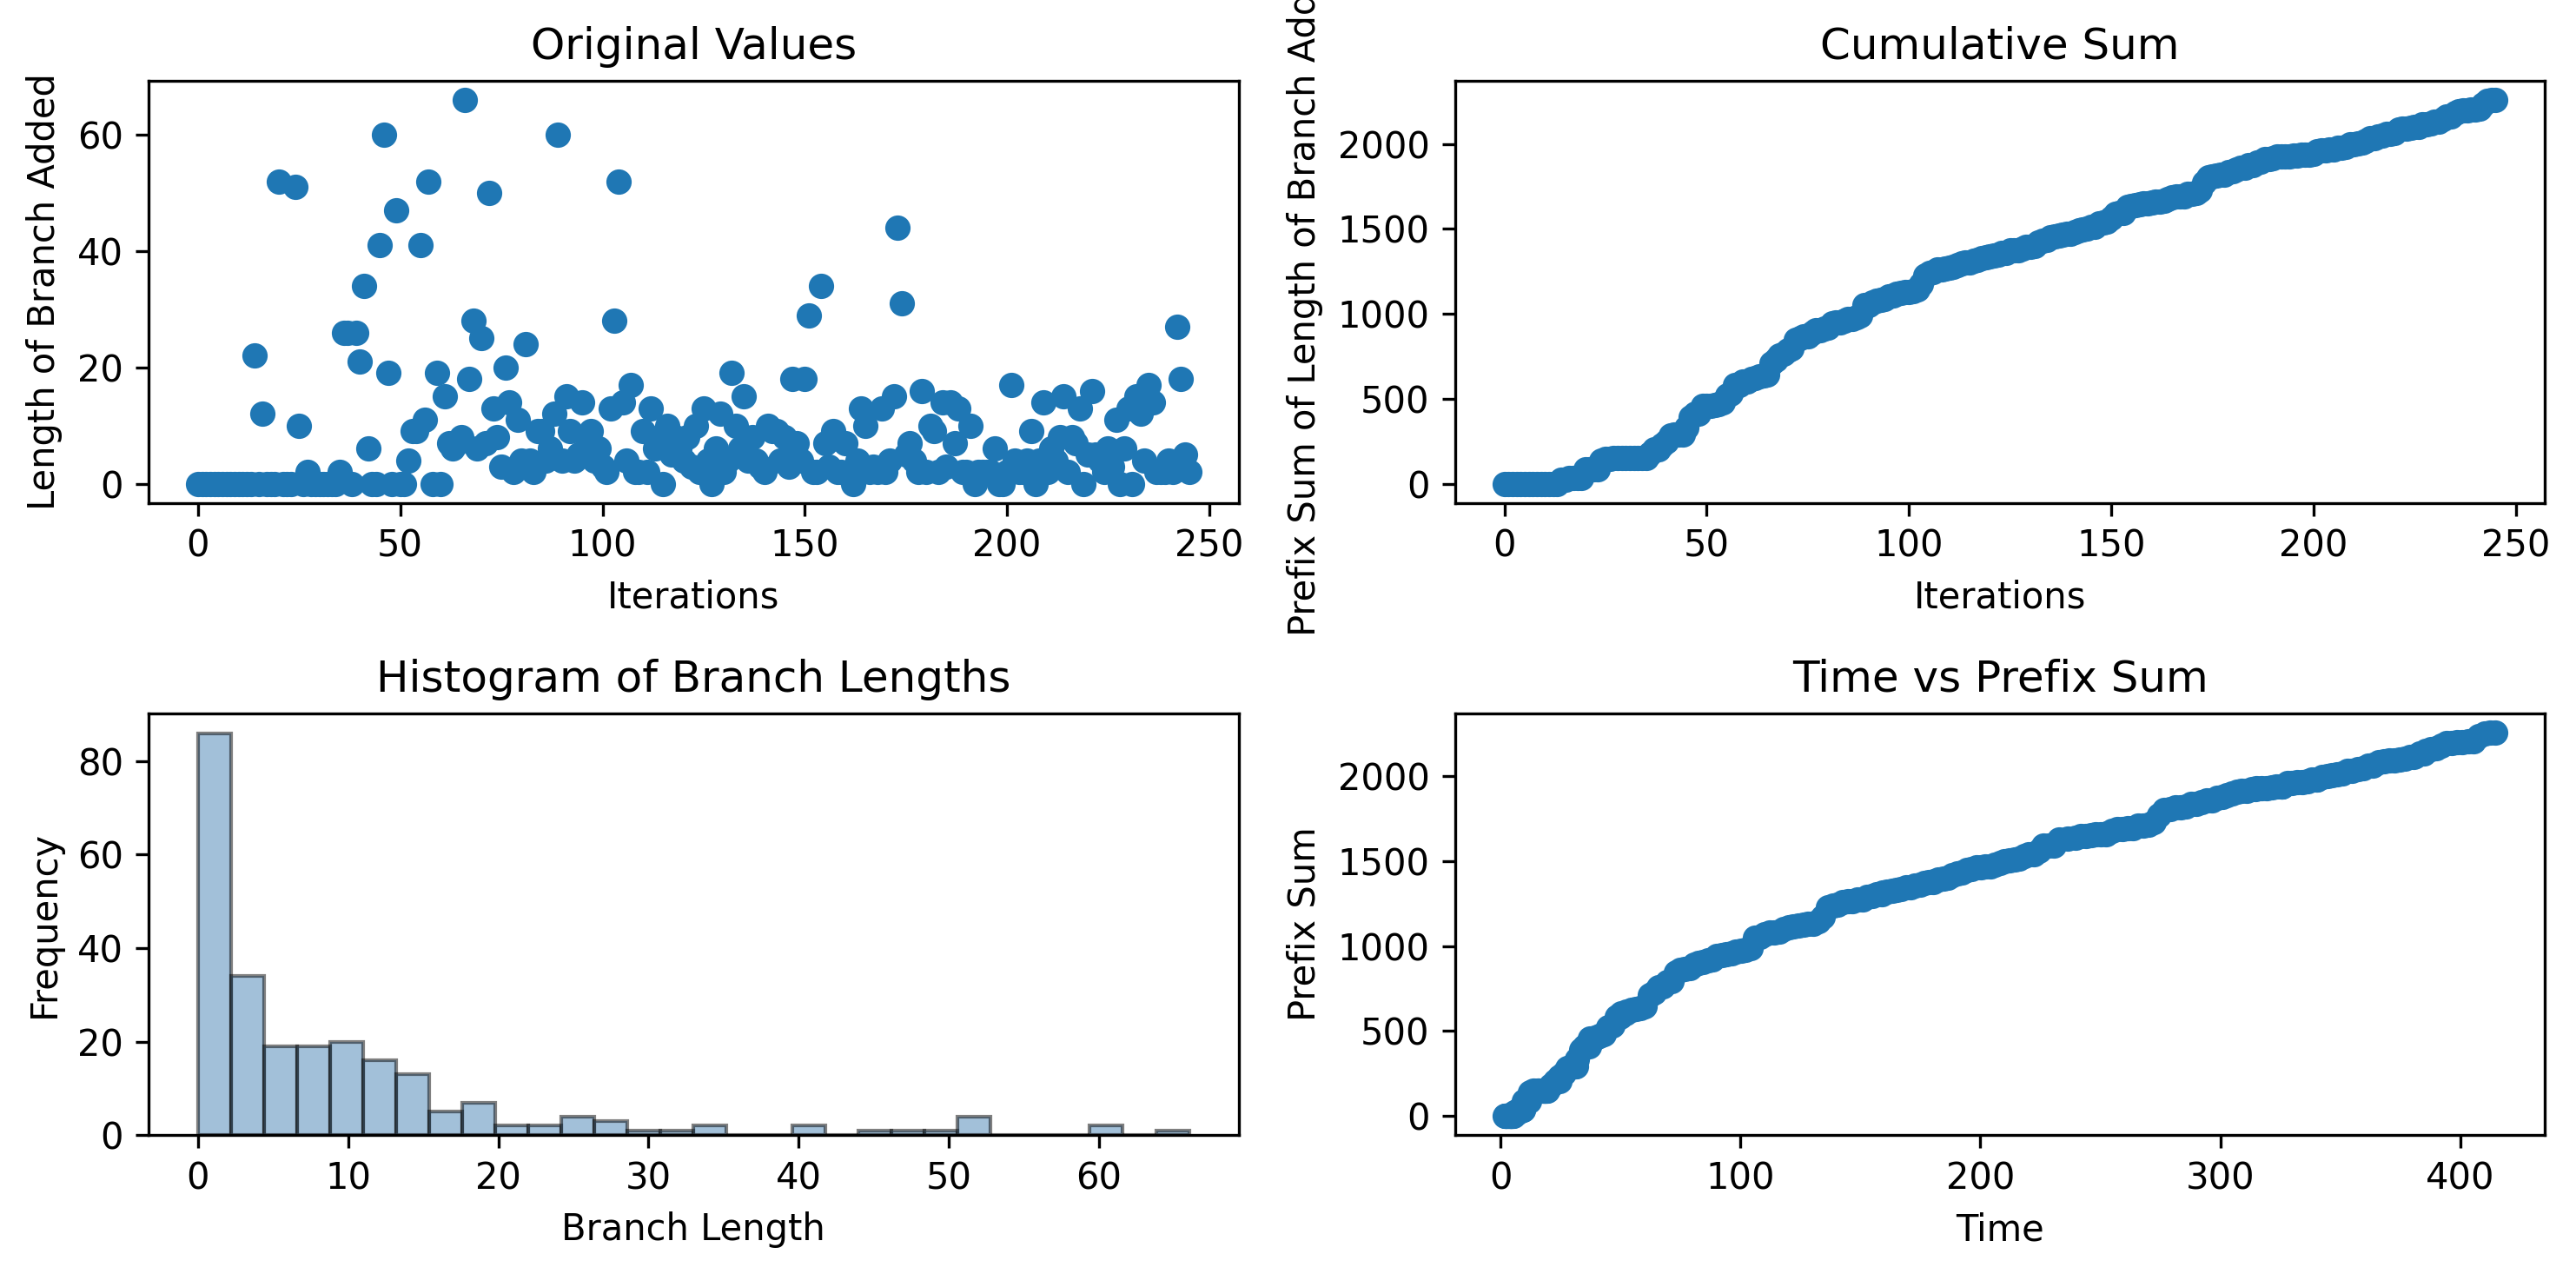 Original Values
Length of Branch Added
60
40
20
0
0 50 100 150 200 250
Iterations
Cumulative Sum
Prefix Sum of Length of Branch
2000
1500
1000
500
0
0 50 100 150 200 250
Iterations
Histogram of Branch Lengths
Frequency
80
60
40
20
0
0 10 20 30 40 50 60
Branch Length
Time vs Prefix Sum
Prefix Sum
2000
1500
1000
500
0
0 100 200 300 400
Time